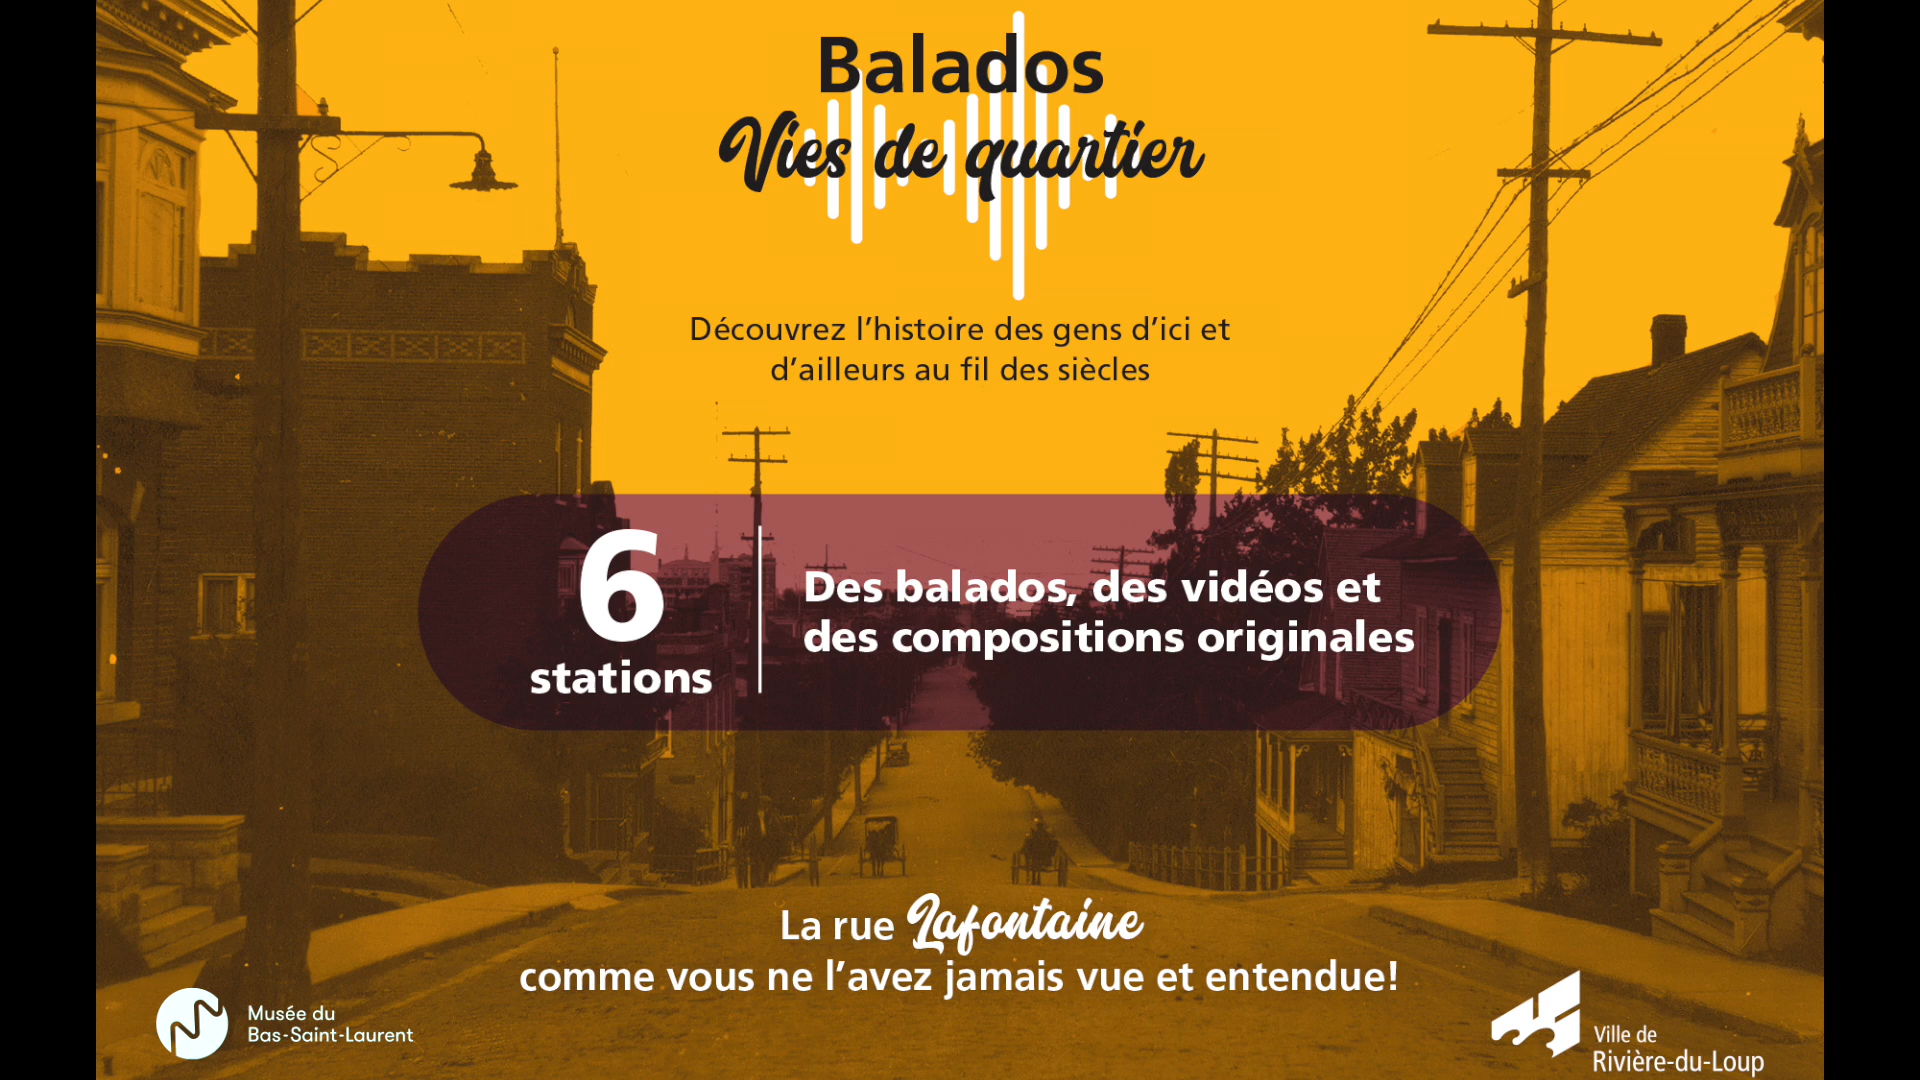 Balados
Vies de quartier
Découvrez l’histoire des gens d’ici et
d’ailleurs au fil des siècles
6
stations
Des balados, des vidéos et
des compositions originales
La rue Lafontaine
comme vous ne l’avez jamais vue et entendue!
Musée du
Bas-Saint-Laurent
Ville de
Rivière-du-Loup